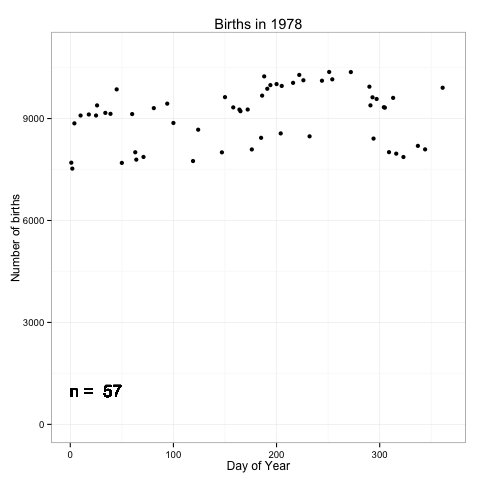 Births in 1978
Number of births
9000
6000
3000
0
n = 57
0 100 200 300
Day of Year